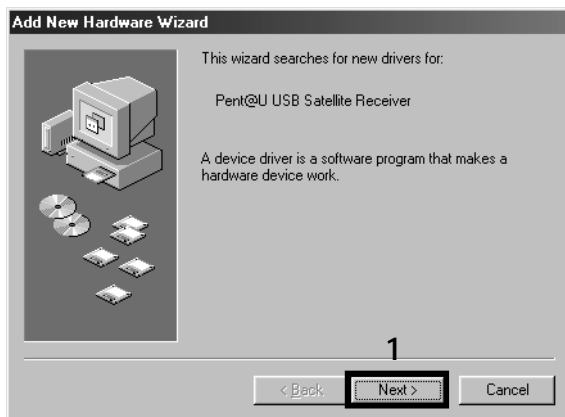 Add New Hardware Wizard
This wizard searches for new drivers for:
Pent@U USB Satellite Receiver
A device driver is a software program that makes a
hardware device work.
1
< Back
Next >
Cancel